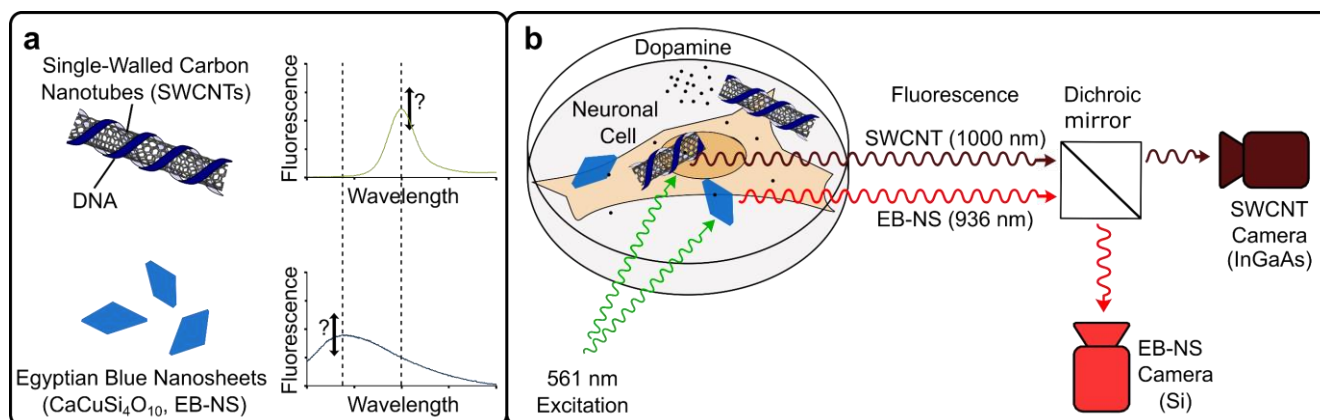 a
Single-Walled Carbon
Nanotubes (SWCNTs)
DNA
Fluorescence
?
Wavelength
Egyptian Blue Nanosheets
(CaCuSi₄O₁₀, EB-NS)
Fluorescence
?
Wavelength
b
Dopamine
Neuronal
Cell
Fluorescence
SWCNT (1000 nm)
EB-NS (936 nm)
Dichroic
mirror
SWCNT
Camera
(InGaAs)
561 nm
Excitation
EB-NS
Camera
(Si)